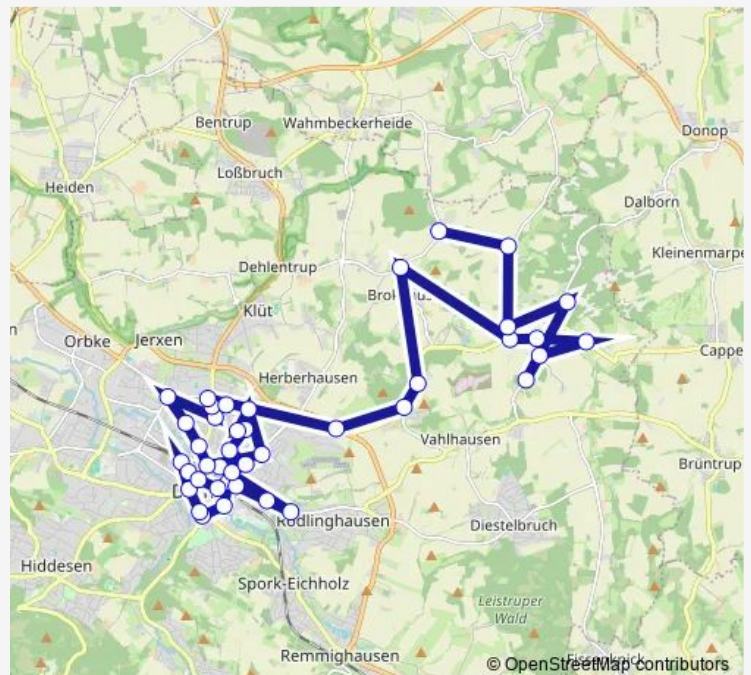 Bentrup
Wahmbeckerheide
Donop
Loßbruch
Heiden
Dalborn
Dehlentrup
Kleinenmarpe
Klüt
Orbke
Jerxen
Herberhausen
Cappe
Vahlhausen
Brüntrup
Rödlinghausen
Diestelbruch
Hiddesen
Spork-Eichholz
Leistruper
Wald
Remmighausen
© OpenStreetMap contributors